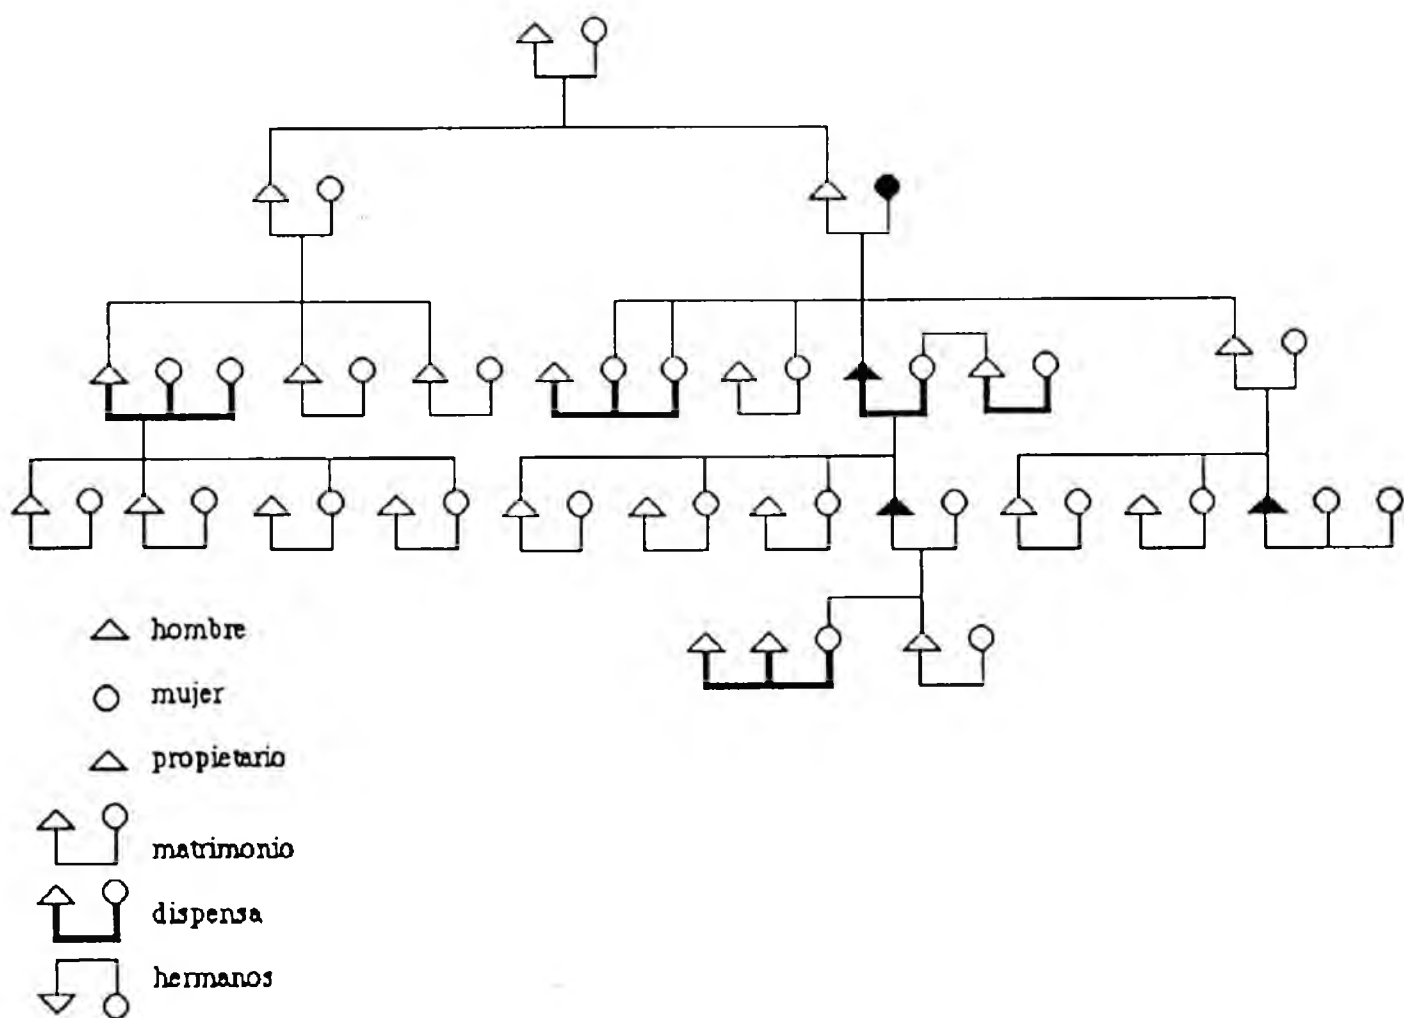 hombre
mujer
propietario
matrimonio
dispensa
hermanos